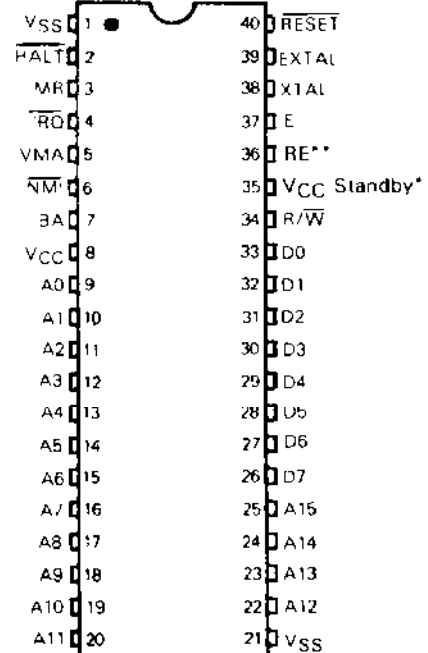 VSS 1 40 RESET
HALT 2 39 EXTAL
MR 3 38 XTAL
IRQ 4 37 E
VMA 5 36 RE**
NMI 6 35 VCC Standby*
BA 7 34 R/W
VCC 8 33 D0
A0 9 32 D1
A1 10 31 D2
A2 11 30 D3
A3 12 29 D4
A4 13 28 D5
A5 14 27 D6
A6 15 26 D7
A7 16 25 A15
A8 17 24 A14
A9 18 23 A13
A10 19 22 A12
A11 20 21 VSS